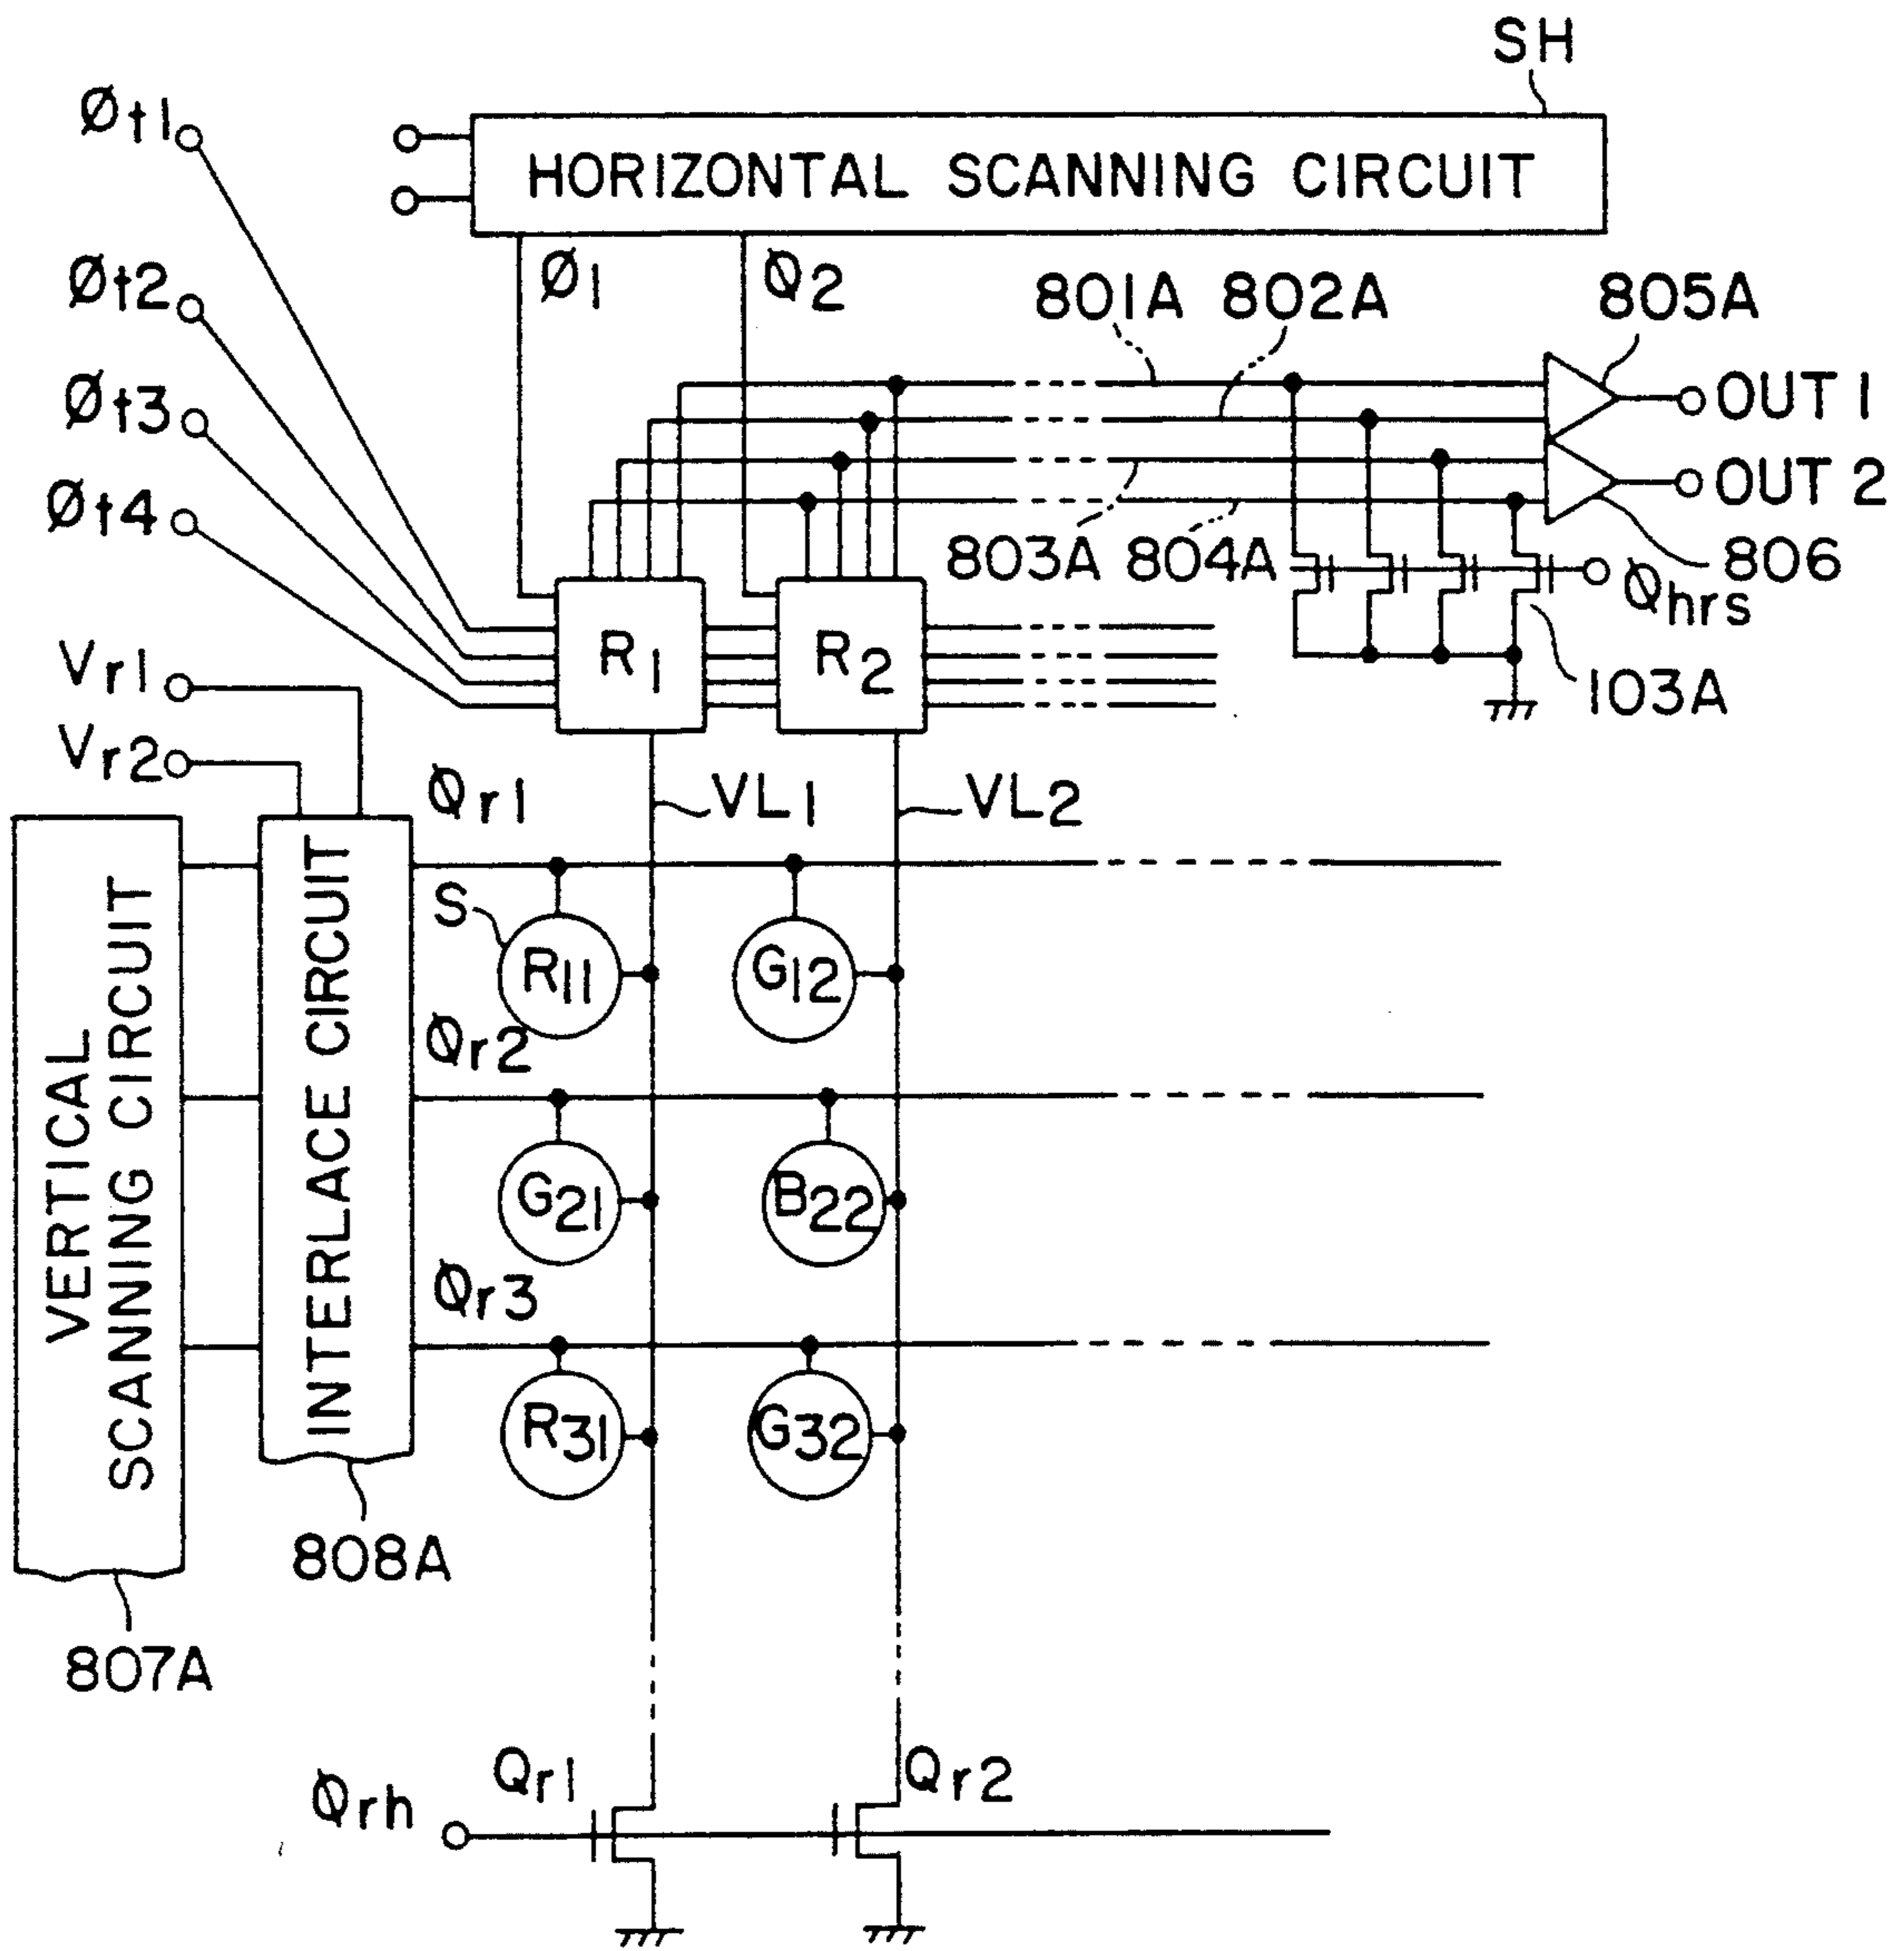 SH
Øt1
HORIZONTAL SCANNING CIRCUIT
Øt2
Ø1
Ø2
801A
802A
805A
Øt3
OUT 1
Øt4
OUT 2
803A
804A
806
Øhrs
R1
R2
Vr1
103A
Vr2
Ør1
VL1
VL2
S
R11
G12
VERTICAL SCANNING CIRCUIT
INTERLACE CIRCUIT
Ør2
G21
B22
Ør3
R31
G32
808A
807A
Qr1
Qr2
Ørh